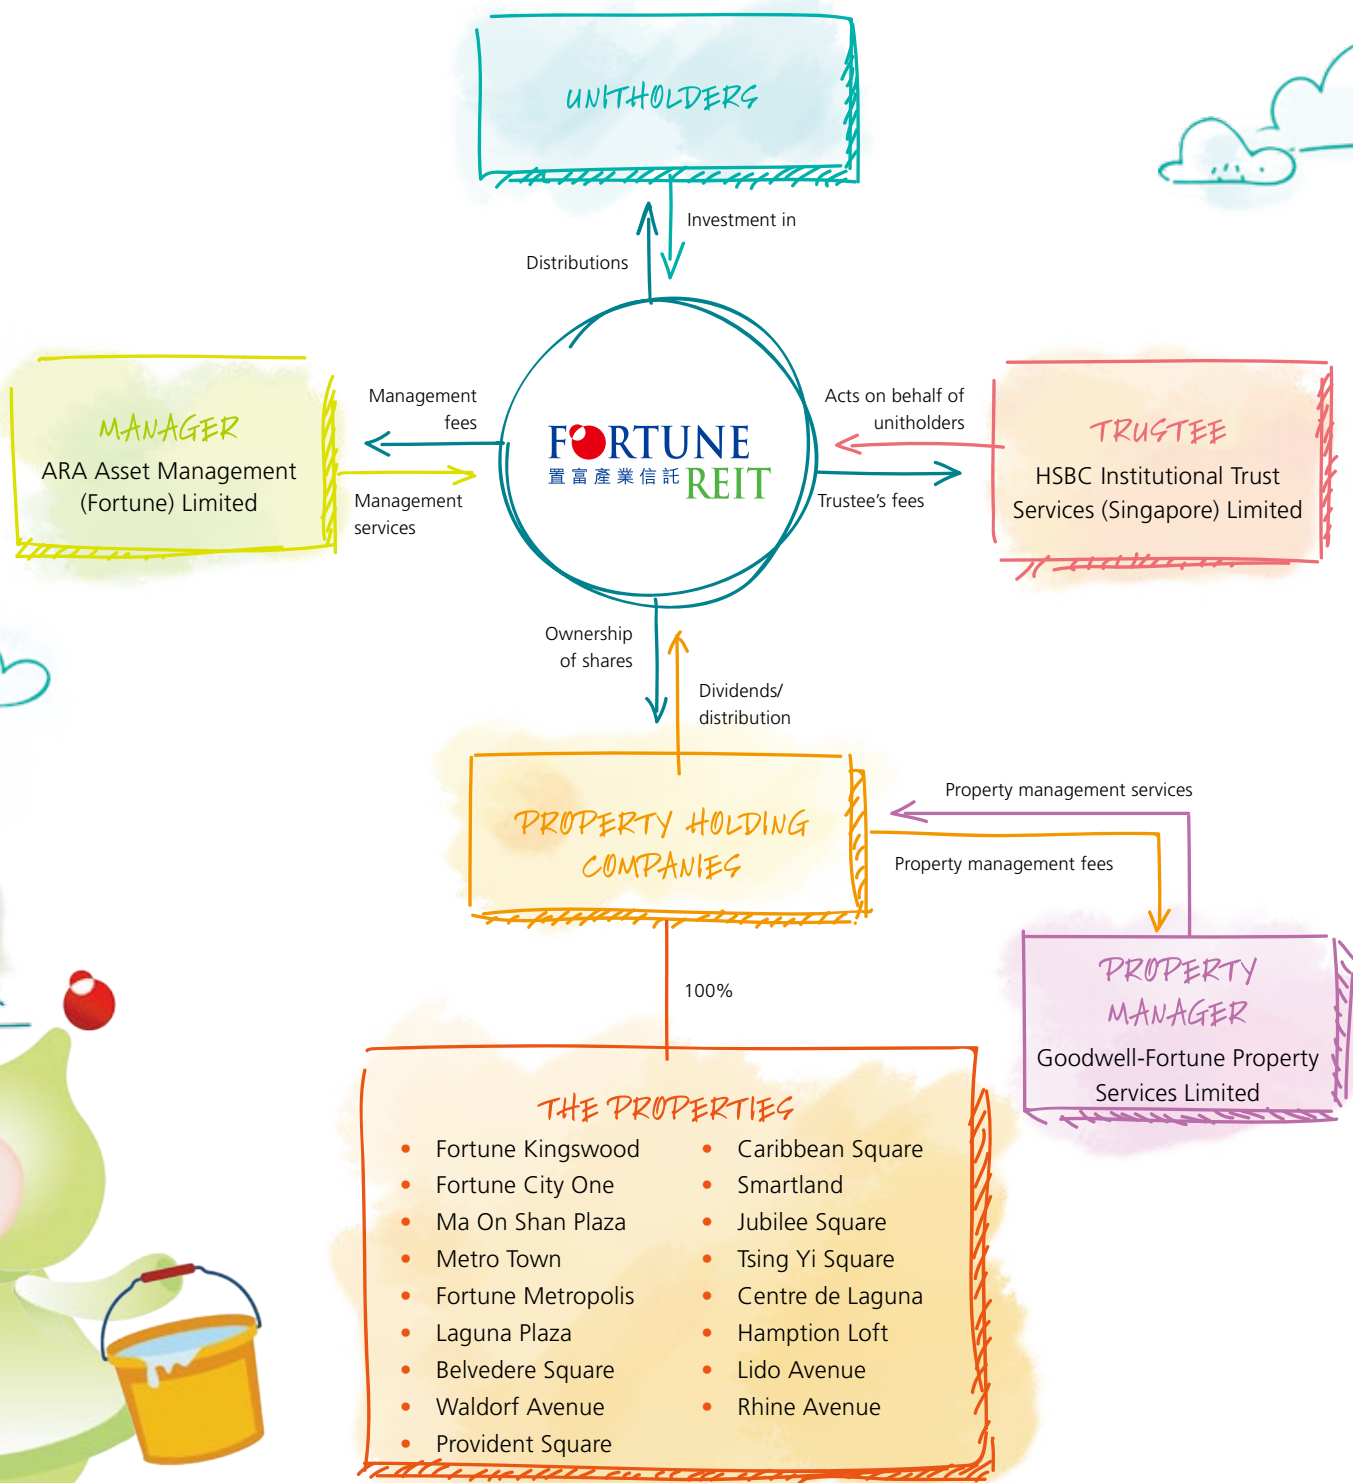 UNITHOLDERS
Investment in
Distributions
Management
fees
Acts on behalf of
unitholders
MANAGER
ARA Asset Management
(Fortune) Limited
Management
services
FORTUNE
置富產業信託 REIT
TRUSTEE
HSBC Institutional Trust
Services (Singapore) Limited
Trustee's fees
Ownership
of shares
Dividends/
distribution
PROPERTY HOLDING
COMPANIES
Property management services
Property management fees
PROPERTY
MANAGER
Goodwell-Fortune Property
Services Limited
100%
THE PROPERTIES
• Fortune Kingswood
• Fortune City One
• Ma On Shan Plaza
• Metro Town
• Fortune Metropolis
• Laguna Plaza
• Belvedere Square
• Waldorf Avenue
• Provident Square
• Caribbean Square
• Smartland
• Jubilee Square
• Tsing Yi Square
• Centre de Laguna
• Hamption Loft
• Lido Avenue
• Rhine Avenue